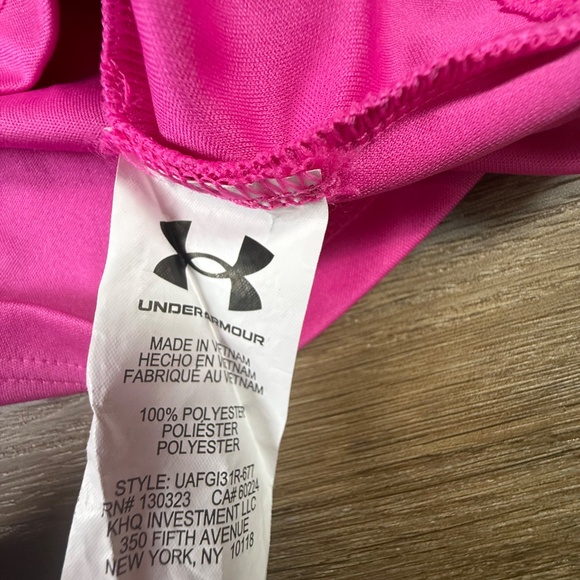 UNDER ARMOUR
MADE IN VIETNAM
HECHO EN VIETNAM
FABRIQUÉ AU VIETNAM
100% POLYESTER
POLIÉSTER
POLYESTER
STYLE: UAFGI31R-677
RN# 130323 CA# 60224
KHQ INVESTMENT LLC
350 FIFTH AVENUE
NEW YORK, NY 10118